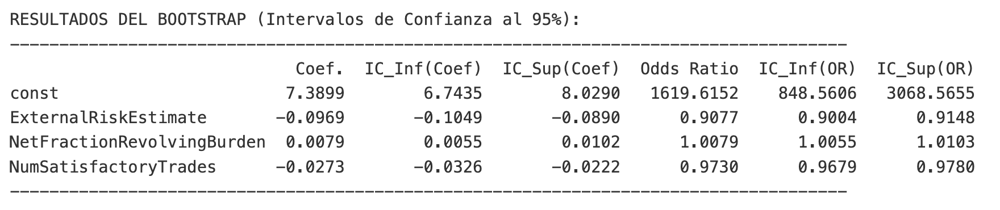 RESULTADOS DEL BOOTSTRAP (Intervalos de Confianza al 95%):
-------------------------------------------------------------------------------------
Coef. IC_Inf(Coef) IC_Sup(Coef) Odds Ratio IC_Inf(OR) IC_Sup(OR)
const 7.3899 6.7435 8.0290 1619.6152 848.5606 3068.5655
ExternalRiskEstimate -0.0969 -0.1049 -0.0890 0.9077 0.9004 0.9148
NetFractionRevolvingBurden 0.0079 0.0055 0.0102 1.0079 1.0055 1.0103
NumSatisfactoryTrades -0.0273 -0.0326 -0.0222 0.9730 0.9679 0.9780
-------------------------------------------------------------------------------------